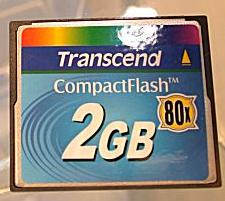 Transcend
CompactFlash™
2GB
80x